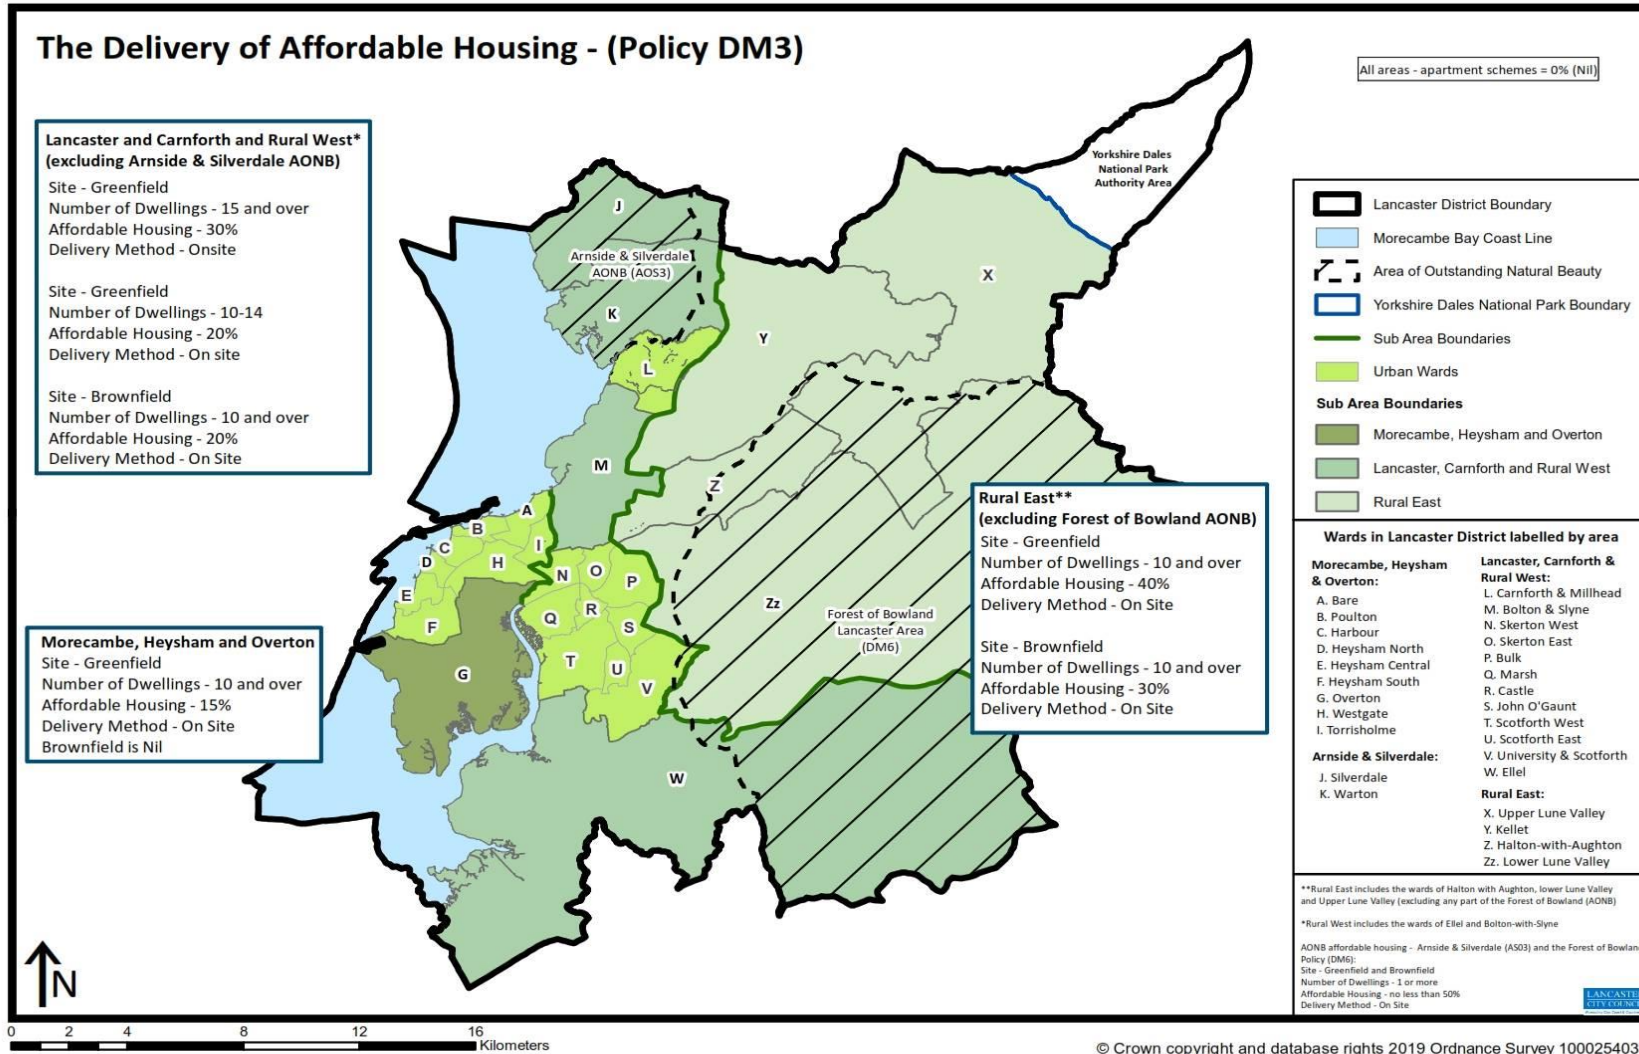 The Delivery of Affordable Housing - (Policy DM3)
All areas - apartment schemes = 0% (Nil)
Lancaster and Carnforth and Rural West*
(excluding Arnside & Silverdale AONB)
Site - Greenfield
Number of Dwellings - 15 and over
Affordable Housing - 30%
Delivery Method - Onsite
Site - Greenfield
Number of Dwellings - 10-14
Affordable Housing - 20%
Delivery Method - On site
Site - Brownfield
Number of Dwellings - 10 and over
Affordable Housing - 20%
Delivery Method - On Site
Morecambe, Heysham and Overton
Site - Greenfield
Number of Dwellings - 10 and over
Affordable Housing - 15%
Delivery Method - On Site
Brownfield is Nil
Yorkshire Dales
National Park
Authority Area
J
Arnside & Silverdale
AONB (AOS3)
K
X
Y
L
M
Z
A
B
C
D
I
H
E
F
G
N
O
P
Q
R
S
T
U
V
W
Zz
Forest of Bowland
Lancaster Area
(DM6)
Rural East**
(excluding Forest of Bowland AONB)
Site - Greenfield
Number of Dwellings - 10 and over
Affordable Housing - 40%
Delivery Method - On Site
Site - Brownfield
Number of Dwellings - 10 and over
Affordable Housing - 30%
Delivery Method - On Site
Lancaster District Boundary
Morecambe Bay Coast Line
Area of Outstanding Natural Beauty
Yorkshire Dales National Park Boundary
Sub Area Boundaries
Urban Wards
Sub Area Boundaries
Morecambe, Heysham and Overton
Lancaster, Carnforth and Rural West
Rural East
Wards in Lancaster District labelled by area
Morecambe, Heysham
& Overton:
A. Bare
B. Poulton
C. Harbour
D. Heysham North
E. Heysham Central
F. Heysham South
G. Overton
H. Westgate
I. Torrisholme
Arnside & Silverdale:
J. Silverdale
K. Warton
Lancaster, Carnforth &
Rural West:
L. Carnforth & Millhead
M. Bolton & Slyne
N. Skerton West
O. Skerton East
P. Bulk
Q. Marsh
R. Castle
S. John O'Gaunt
T. Scotforth West
U. Scotforth East
V. University & Scotforth
W. Ellel
Rural East:
X. Upper Lune Valley
Y. Kellet
Z. Halton-with-Aughton
Zz. Lower Lune Valley
**Rural East includes the wards of Halton with Aughton, lower Lune Valley
and Upper Lune Valley (excluding any part of the Forest of Bowland (AONB)
*Rural West includes the wards of Ellel and Bolton-with-Slyne
AONB affordable housing - Arnside & Silverdale (AS03) and the Forest of Bowland
Policy (DM6):
Site - Greenfield and Brownfield
Number of Dwellings - 1 or more
Affordable Housing - no less than 50%
Delivery Method - On Site
LANCASTER
CITY COUNCIL
N
0 2 4 8 12 16
Kilometers
© Crown copyright and database rights 2019 Ordnance Survey 100025403